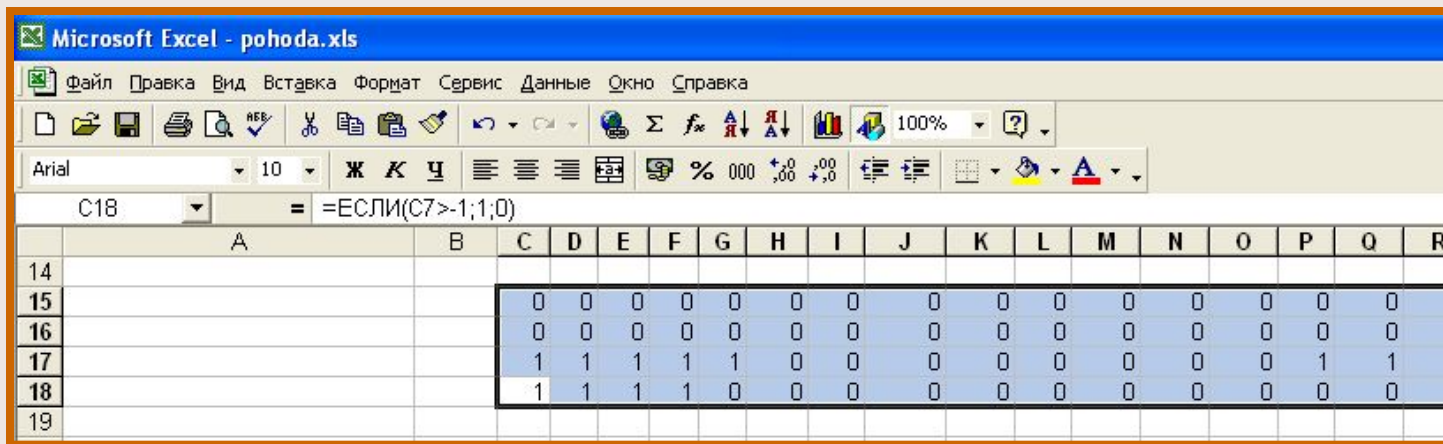 Microsoft Excel - pohoda.xls
Файл Правка Вид Вставка Формат Сервис Данные Окно Справка
100%
Arial 10 Ж К Ч % 000
C18 = =ЕСЛИ(C7>-1;1;0)
A B C D E F G H I J K L M N O P Q R
14
15 0 0 0 0 0 0 0 0 0 0 0 0 0 0 0
16 0 0 0 0 0 0 0 0 0 0 0 0 0 0 0
17 1 1 1 1 1 0 0 0 0 0 0 0 0 1 1
18 1 1 1 1 0 0 0 0 0 0 0 0 0 0 0
19